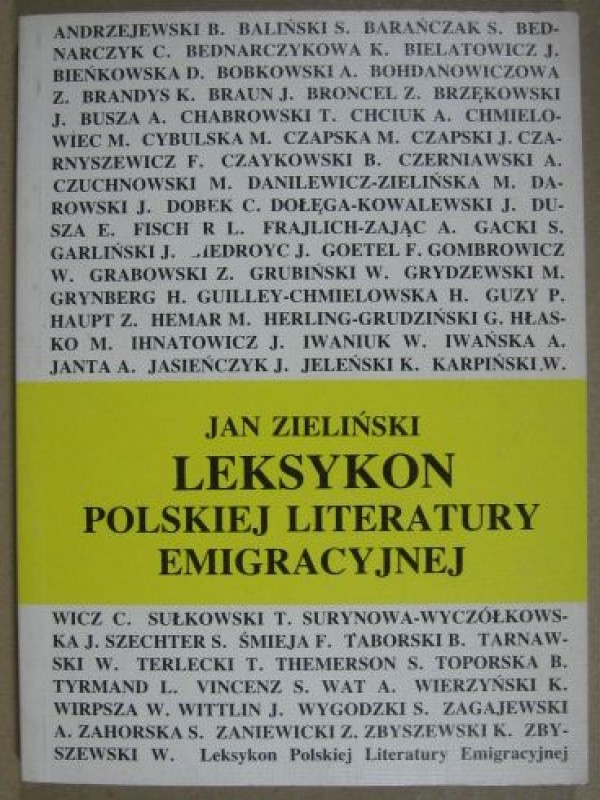 ANDRZEJEWSKI B. BALIŃSKI S. BARAŃCZAK S. BED-
NARCZYK C. BEDNARCZYKOWA K. BIELATOWICZ J.
BIEŃKOWSKA D. BOBKOWSKI A. BOHDANOWICZOWA
Z. BRANDYS K. BRAUN J. BRONCEL Z. BRZĘKOWSKI
J. BUSZA A. CHABROWSKI T. CHCIUK A. CHMIELO-
WIEC M. CYBULSKA M. CZAPSKA M. CZAPSKI J. CZA-
RNYSZEWICZ F. CZAYKOWSKI B. CZERNIAWSKI A.
CZUCHNOWSKI M. DANILEWICZ-ZIELIŃSKA M. DA-
ROWSKI J. DOBEK C. DOŁĘGA-KOWALEWSKI J. DU-
SZA E. FISCH R L. FRAJLICH-ZAJĄC A. GACKI S.
GARLIŃSKI J. IEDROYC J. GOETEL F. GOMBROWICZ
W. GRABOWSKI Z. GRUBIŃSKI W. GRYDZEWSKI M.
GRYNBERG H. GUILLEY-CHMIELOWSKA H. GUZY P.
HAUPT Z. HEMAR M. HERLING-GRUDZIŃSKI G. HŁAS-
KO M. IHNATOWICZ J. IWANIUK W. IWAŃSKA A.
JANTA A. JASIEŃCZYK J. JELEŃSKI K. KARPIŃSKI W.
JAN ZIELIŃSKI
LEKSYKON
POLSKIEJ LITERATURY
EMIGRACYJNEJ
WICZ C. SUŁKOWSKI T. SURYNOWA-WYCZÓŁKOWS-
KA J. SZECHTER S. ŚMIEJA F. TABORSKI B. TARNAW-
SKI W. TERLECKI T. THEMERSON S. TOPORSKA B.
TYRMAND L. VINCENZ S. WAT A. WIERZYŃSKI K.
WIRPSZA W. WITTLIN J. WYGODZKI S. ZAGAJEWSKI
A. ZAHORSKA S. ZANIEWICKI Z. ZBYSZEWSKI K. ZBY-
SZEWSKI W. Leksykon Polskiej Literatury Emigracyjnej